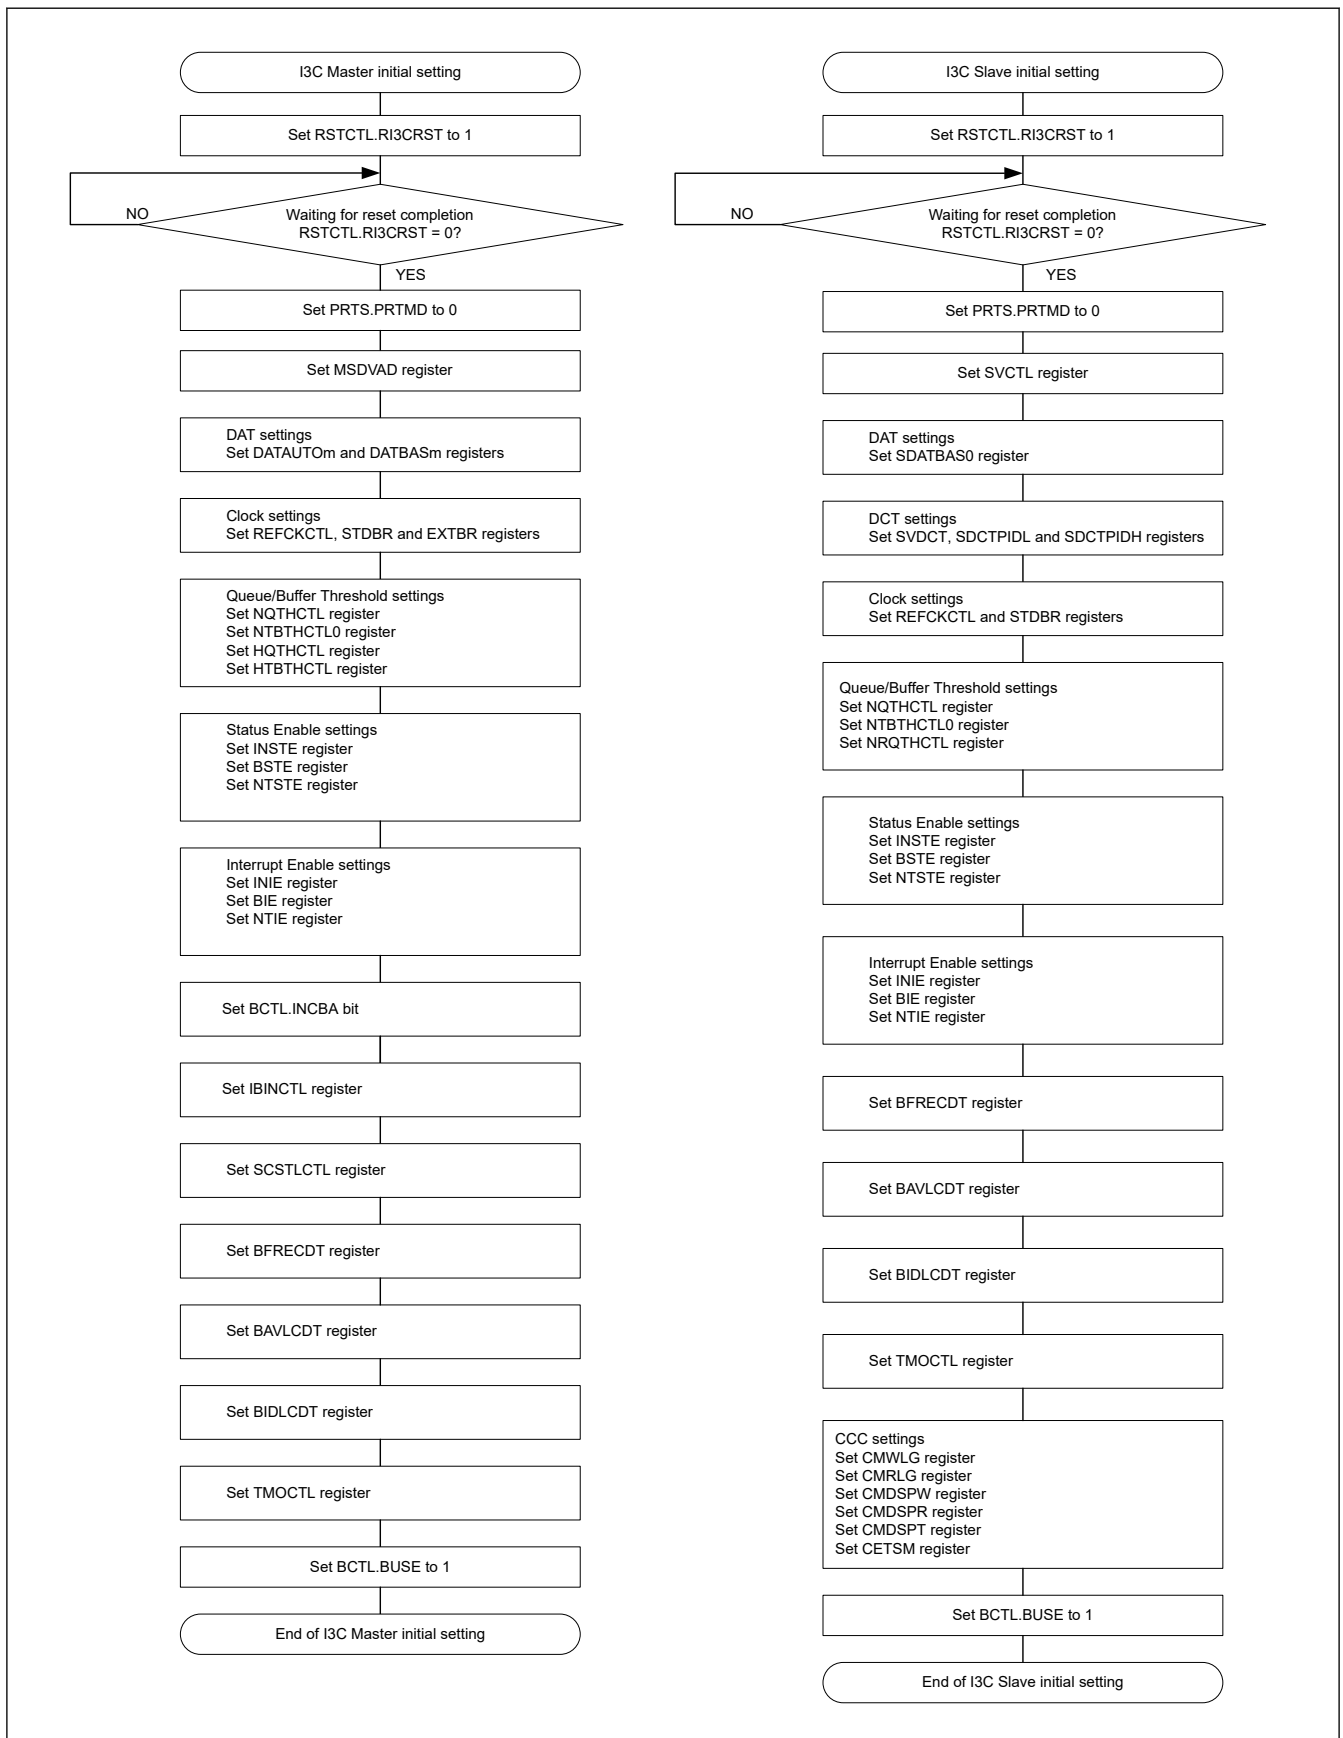 I3C Master initial setting
Set RSTCTL.RI3CRST to 1
NO
Waiting for reset completion
RSTCTL.RI3CRST = 0?
YES
Set PRTS.PRTMD to 0
Set MSDVAD register
DAT settings
Set DATAUTOm and DATBASm registers
Clock settings
Set REFCKCTL, STDBR and EXTBR registers
Queue/Buffer Threshold settings
Set NQTHCTL register
Set NTBTHCTL0 register
Set HQTHCTL register
Set HTBTHCTL register
Status Enable settings
Set INSTE register
Set BSTE register
Set NTSTE register
Interrupt Enable settings
Set INIE register
Set BIE register
Set NTIE register
Set BCTL.INCBA bit
Set IBINCTL register
Set SCSTLCTL register
Set BFRECDT register
Set BAVLCDT register
Set BIDLCDT register
Set TMOCTL register
Set BCTL.BUSE to 1
End of I3C Master initial setting
I3C Slave initial setting
Set RSTCTL.RI3CRST to 1
NO
Waiting for reset completion
RSTCTL.RI3CRST = 0?
YES
Set PRTS.PRTMD to 0
Set SVCTL register
DAT settings
Set SDATBAS0 register
DCT settings
Set SVDCT, SDCTPIDL and SDCTPIDH registers
Clock settings
Set REFCKCTL and STDBR registers
Queue/Buffer Threshold settings
Set NQTHCTL register
Set NTBTHCTL0 register
Set NRQTHCTL register
Status Enable settings
Set INSTE register
Set BSTE register
Set NTSTE register
Interrupt Enable settings
Set INIE register
Set BIE register
Set NTIE register
Set BFRECDT register
Set BAVLCDT register
Set BIDLCDT register
Set TMOCTL register
CCC settings
Set CMWLG register
Set CMRLG register
Set CMDSPW register
Set CMDSPR register
Set CMDSPT register
Set CETSM register
Set BCTL.BUSE to 1
End of I3C Slave initial setting